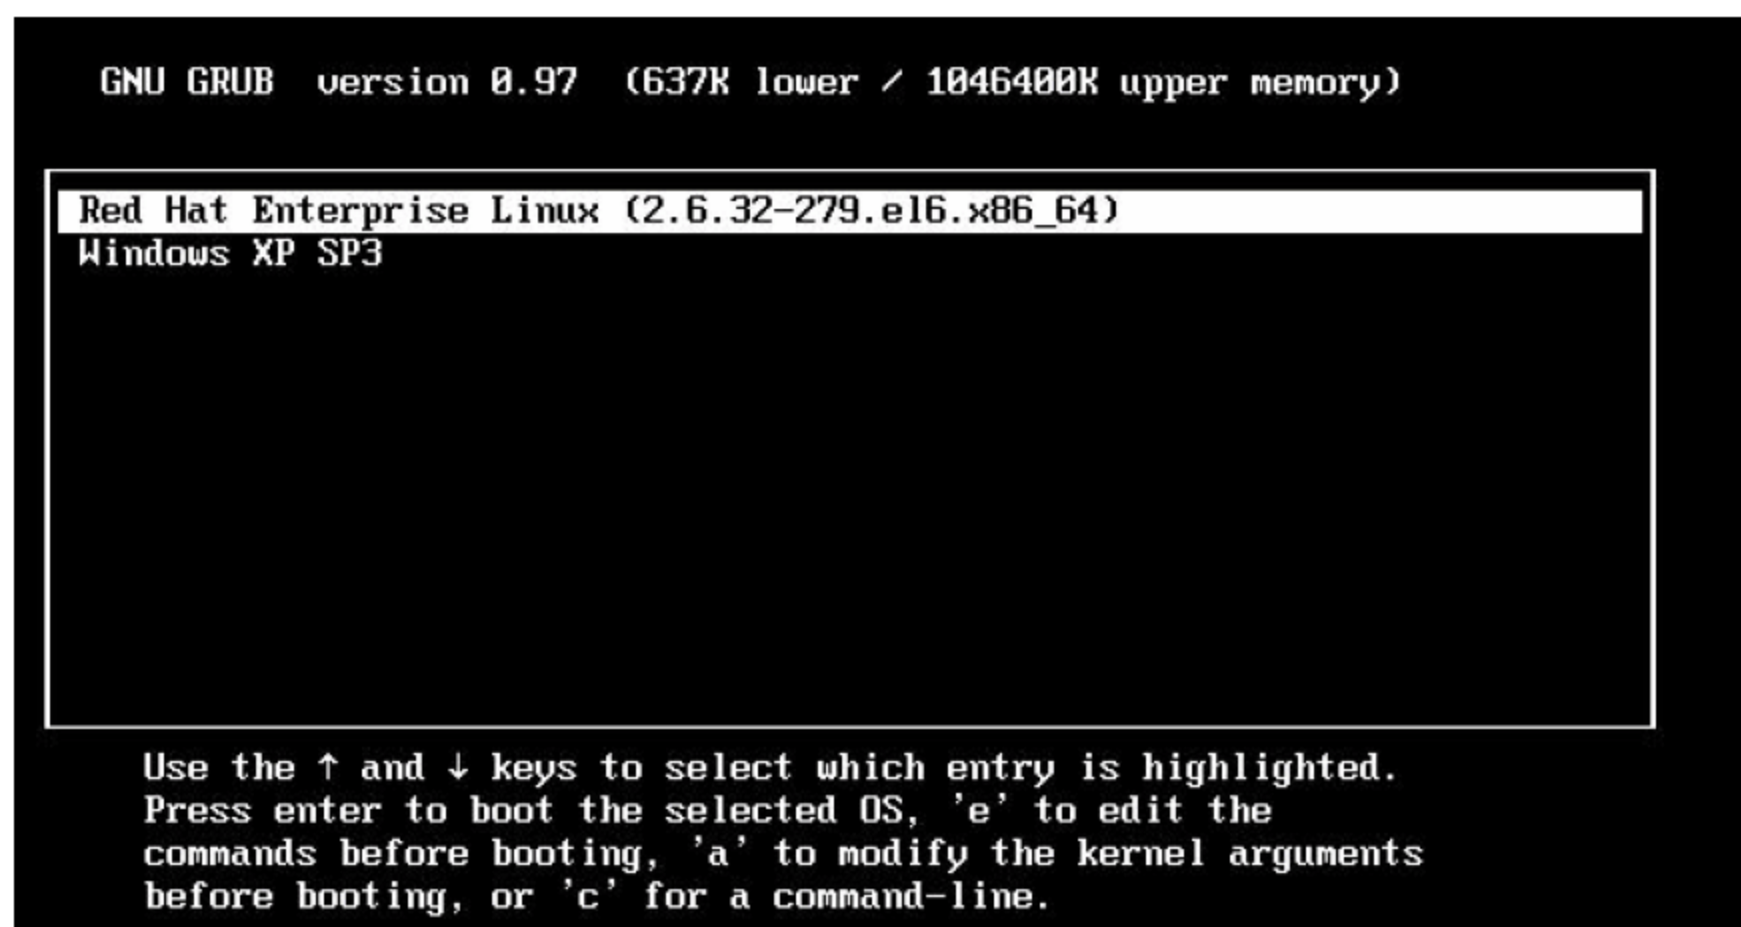 GNU GRUB  version 0.97  (637K lower / 1046400K upper memory)
Red Hat Enterprise Linux (2.6.32-279.el6.x86_64)
Windows XP SP3
Use the ↑ and ↓ keys to select which entry is highlighted.
Press enter to boot the selected OS, 'e' to edit the
commands before booting, 'a' to modify the kernel arguments
before booting, or 'c' for a command-line.